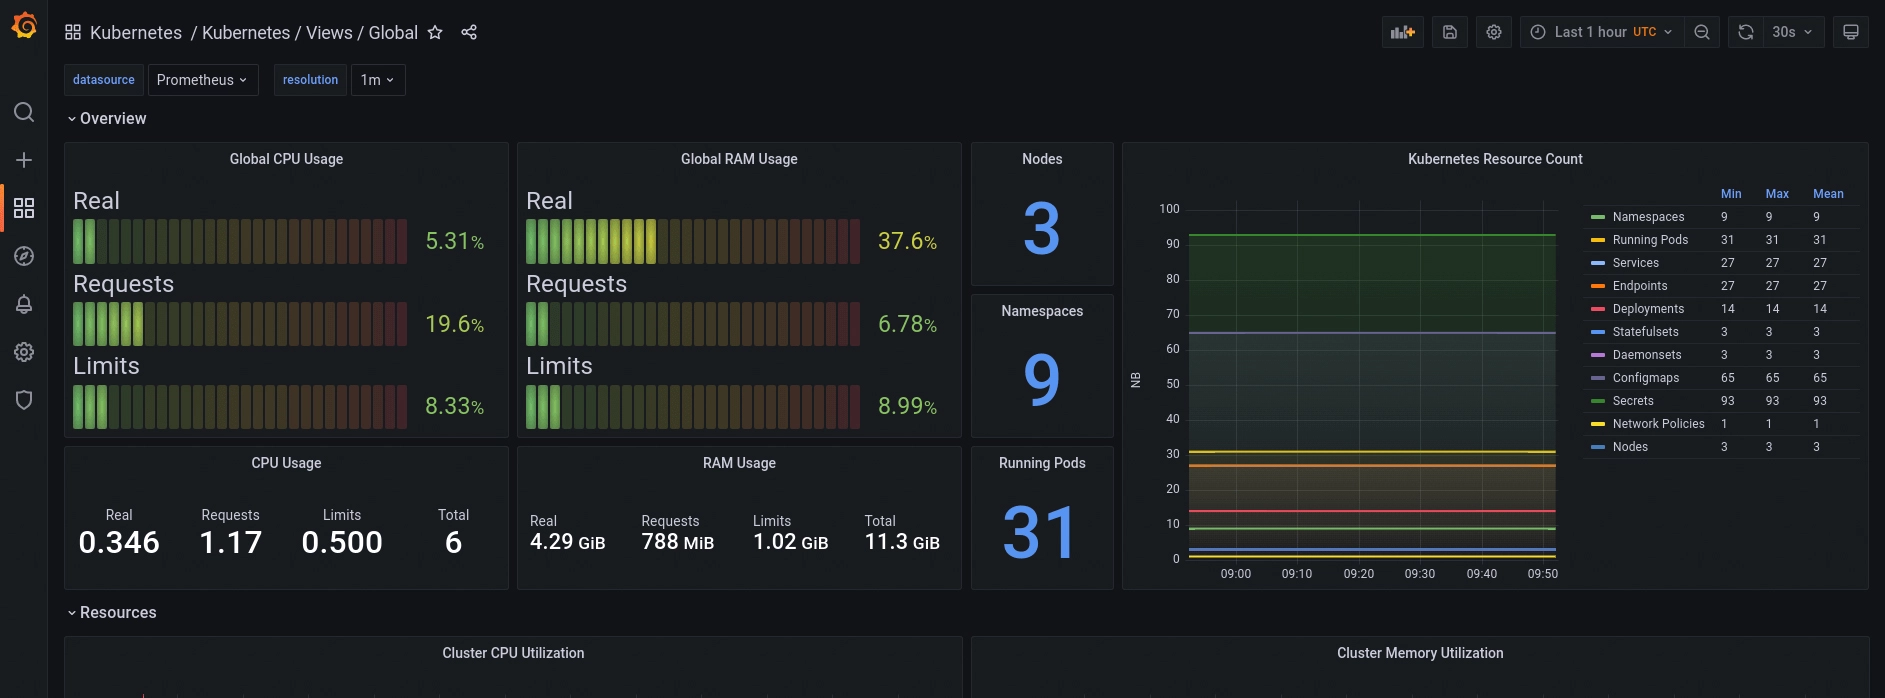 Kubernetes / Kubernetes / Views / Global
Last 1 hour UTC
30s
datasource Prometheus resolution 1m
Overview
Global CPU Usage
Real
5.31%
Requests
19.6%
Limits
8.33%
Global RAM Usage
Real
37.6%
Requests
6.78%
Limits
8.99%
Nodes
3
Namespaces
9
Kubernetes Resource Count
NB
100
90
80
70
60
50
40
30
20
10
0
09:00 09:10 09:20 09:30 09:40 09:50
Min Max Mean
Namespaces 9 9 9
Running Pods 31 31 31
Services 27 27 27
Endpoints 27 27 27
Deployments 14 14 14
Statefulsets 3 3 3
Daemonsets 3 3 3
Configmaps 65 65 65
Secrets 93 93 93
Network Policies 1 1 1
Nodes 3 3 3
CPU Usage
Real Requests Limits Total
0.346 1.17 0.500 6
RAM Usage
Real Requests Limits Total
4.29 GiB 788 MiB 1.02 GiB 11.3 GiB
Running Pods
31
Resources
Cluster CPU Utilization
Cluster Memory Utilization